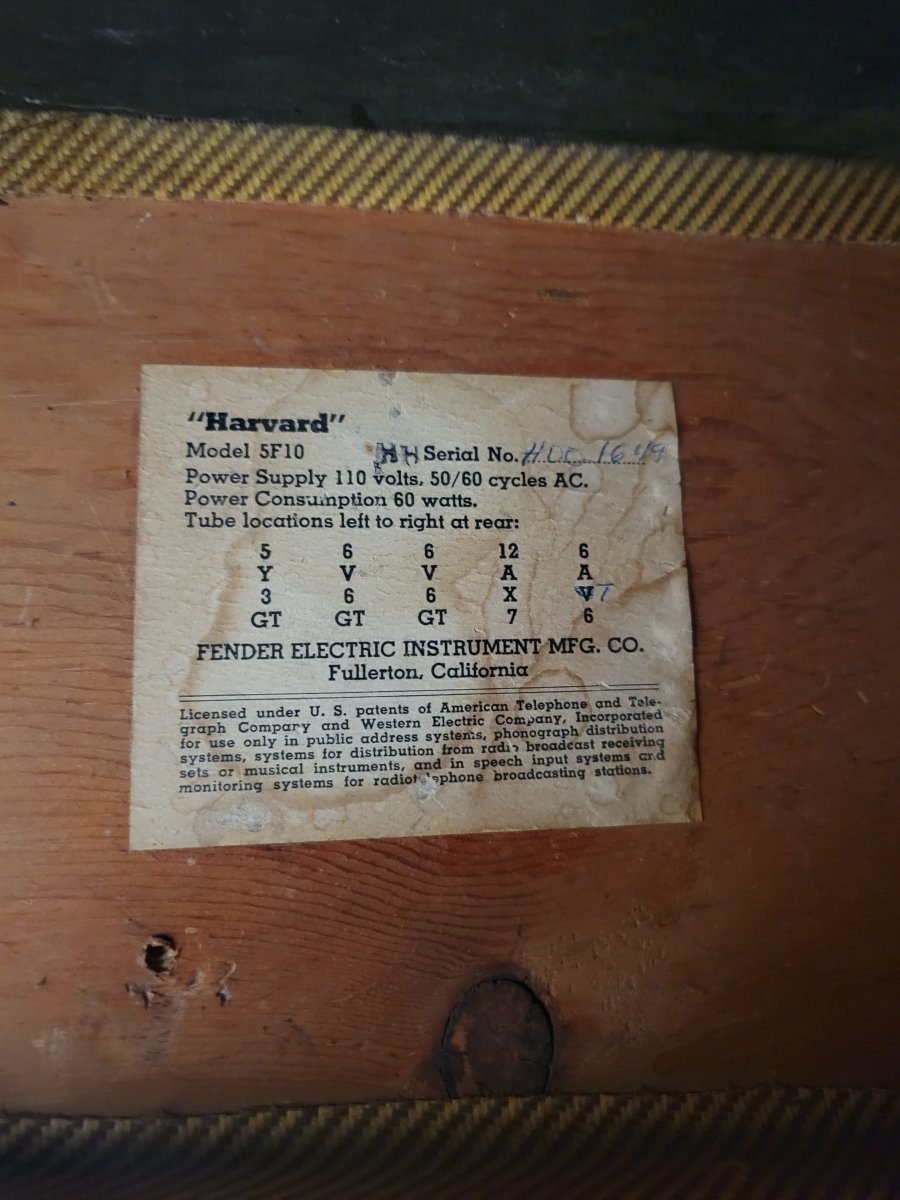 "Harvard"
Model 5F10 HH Serial No.
Power Supply 110 volts, 50/60 cycles AC.
Power Consumption 60 watts.
Tube locations left to right at rear:
5 6 6 12 6
Y V V A A
3 6 6 X V T
GT GT GT 7 6
FENDER ELECTRIC INSTRUMENT MFG. CO.
Fullerton, California
Licensed under U. S. patents of American Telephone and Tele-
graph Company and Western Electric Company, Incorporated
for use only in public address systems, phonograph distribution
systems, systems for distribution from radio broadcast receiving
sets or musical instruments, and in speech input systems and
monitoring systems for radiotelephone broadcasting stations.